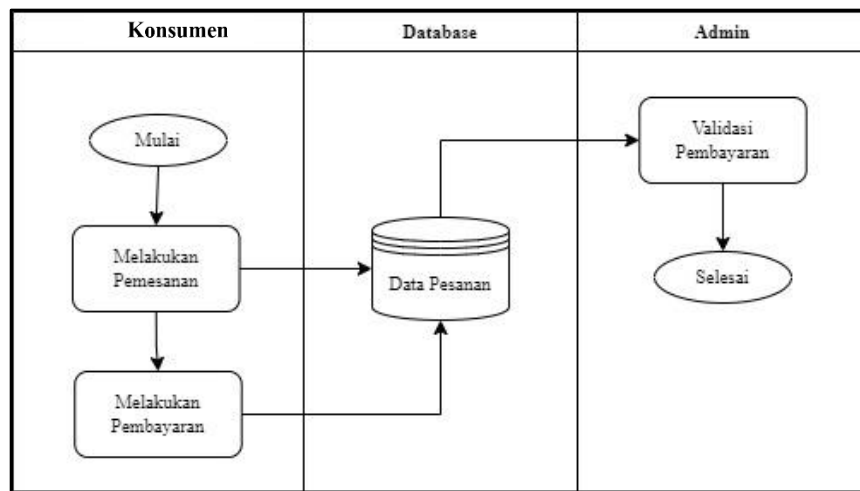 Konsumen
Database
Admin
Mulai
Melakukan
Pemesanan
Melakukan
Pembayaran
Data Pesanan
Validasi
Pembayaran
Selesai